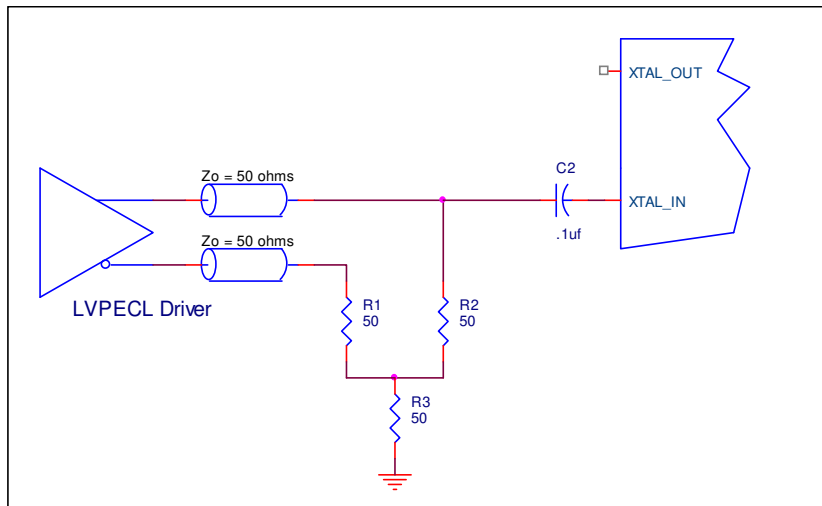 XTAL_OUT
Zo = 50 ohms
C2
XTAL_IN
.1uf
Zo = 50 ohms
LVPECL Driver
R1
50
R2
50
R3
50